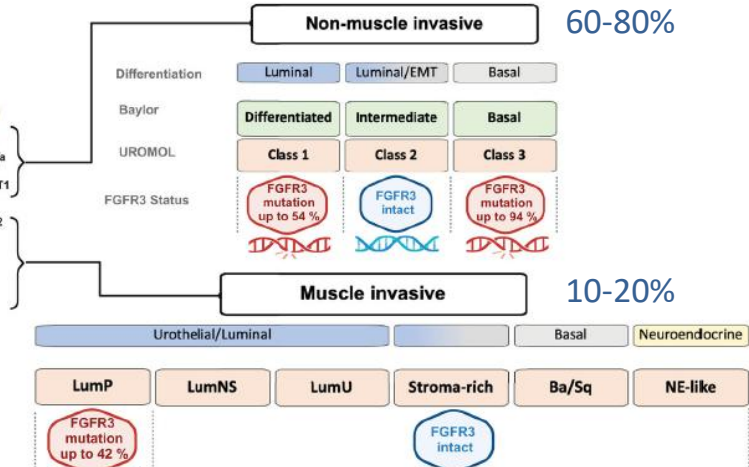 Non-muscle invasive
60-80%
Differentiation
Luminal
Luminal/EMT
Basal
Baylor
Differentiated
Intermediate
Basal
UROMOL
Class 1
Class 2
Class 3
FGFR3 Status
FGFR3
mutation
up to 54 %
FGFR3
intact
FGFR3
mutation
up to 94 %
Muscle invasive
10-20%
Urothelial/Luminal
Basal
Neuroendocrine
LumP
LumNS
LumU
Stroma-rich
Ba/Sq
NE-like
FGFR3
mutation
up to 42 %
FGFR3
intact